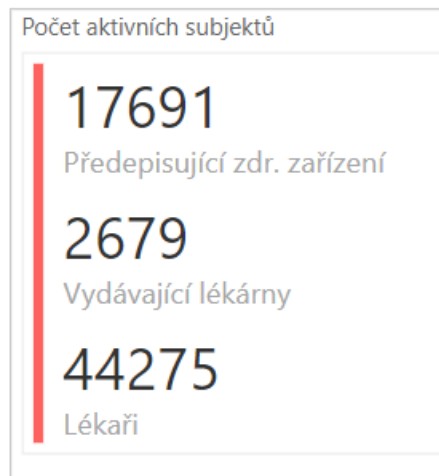 Počet aktivních subjektů
17691
Předepisující zdr. zařízení
2679
Vydávající lékárny
44275
Lékaři